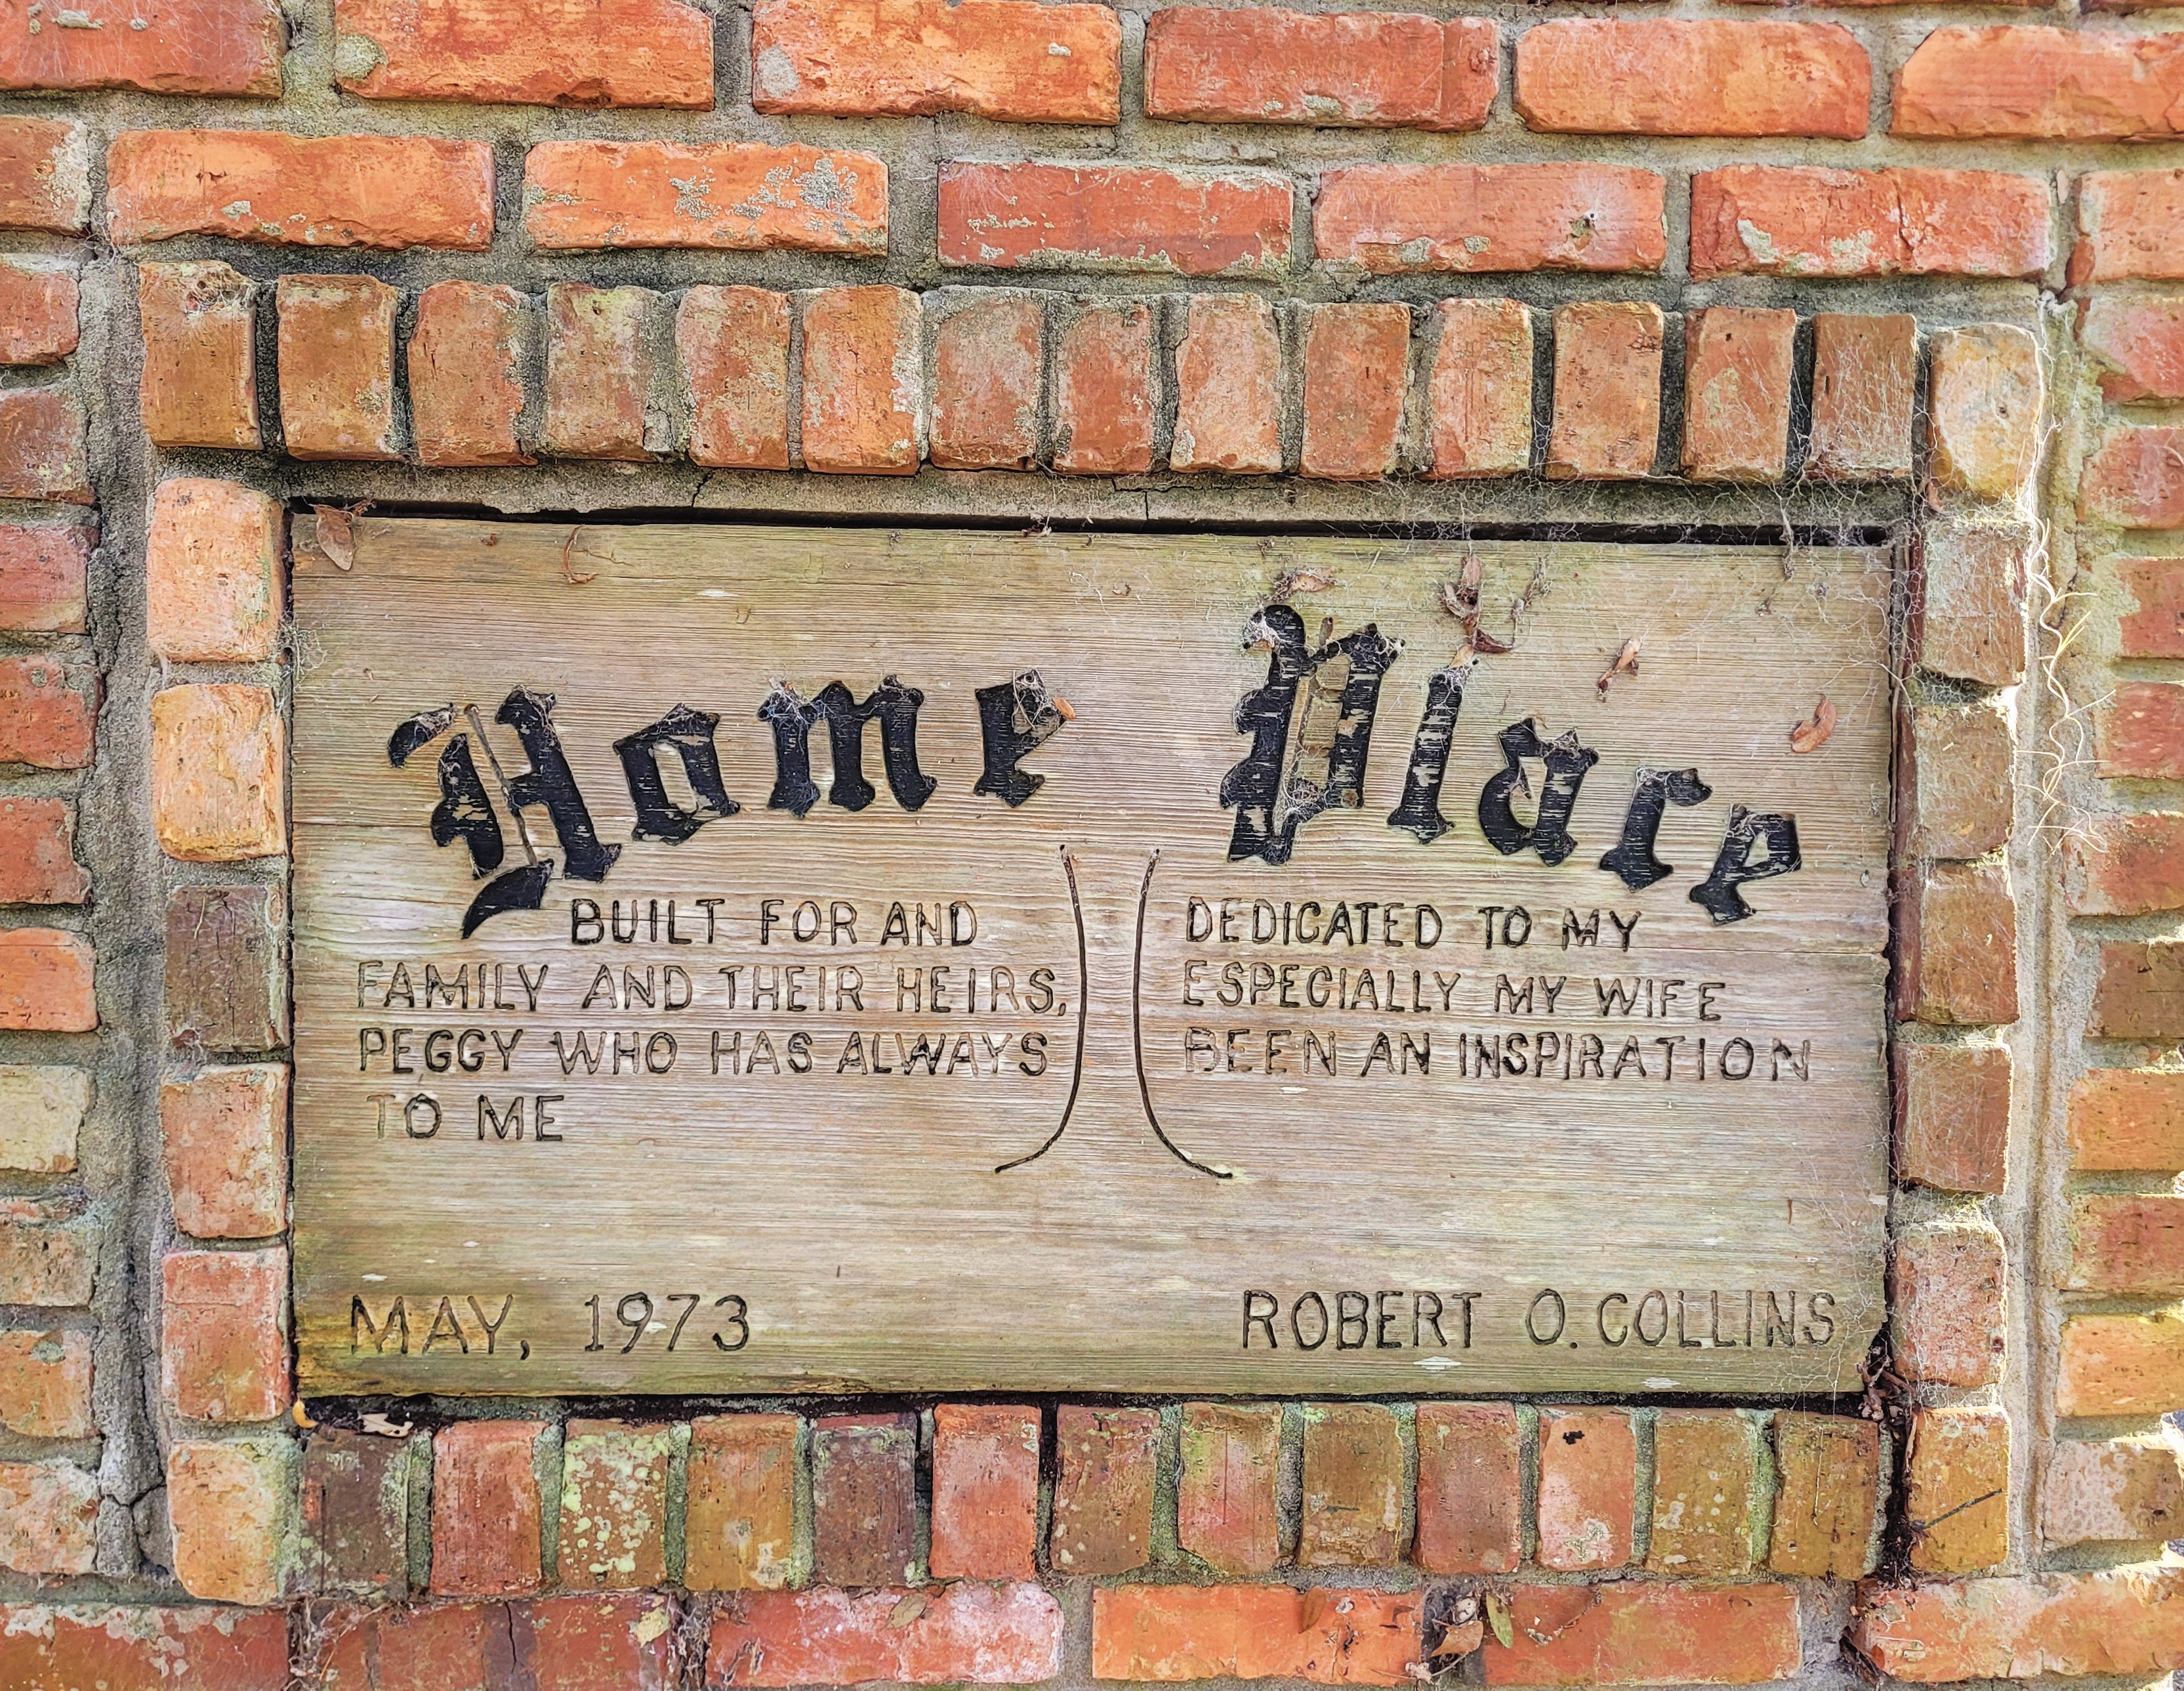 Home Place
BUILT FOR AND DEDICATED TO MY
FAMILY AND THEIR HEIRS, ESPECIALLY MY WIFE
PEGGY WHO HAS ALWAYS BEEN AN INSPIRATION
TO ME
MAY, 1973 ROBERT O. COLLINS